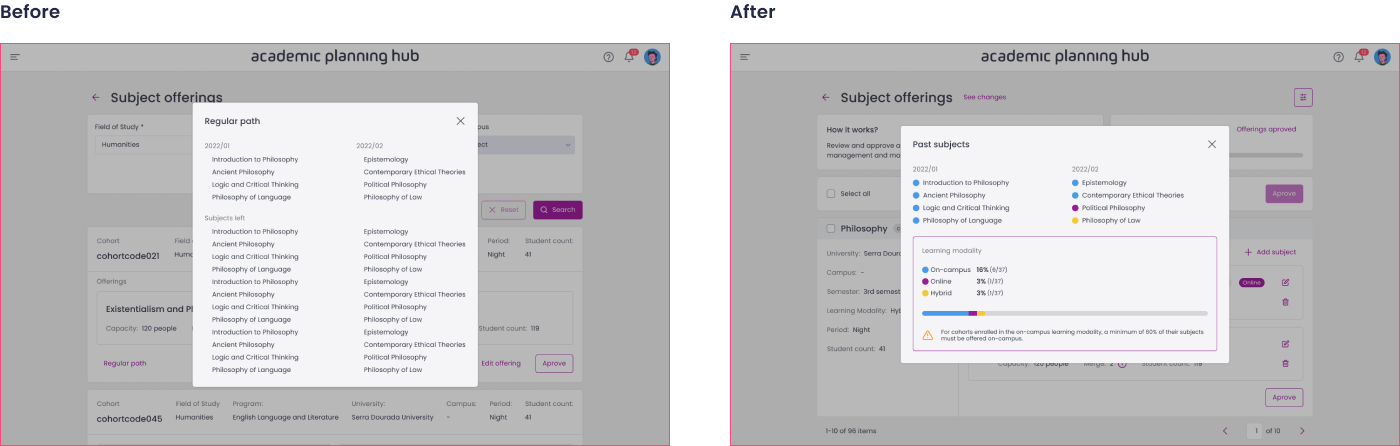 Before
academic planning hub
12
Subject offerings
Field of Study *
Humanities
Regular path
2022/01
2022/02
Introduction to Philosophy
Epistemology
Ancient Philosophy
Contemporary Ethical Theories
Logic and Critical Thinking
Political Philosophy
Philosophy of Language
Philosophy of Law
Subjects left
Introduction to Philosophy
Epistemology
Ancient Philosophy
Contemporary Ethical Theories
Logic and Critical Thinking
Political Philosophy
Philosophy of Language
Philosophy of Law
Introduction to Philosophy
Epistemology
Ancient Philosophy
Contemporary Ethical Theories
Logic and Critical Thinking
Political Philosophy
Philosophy of Language
Philosophy of Law
Introduction to Philosophy
Epistemology
Ancient Philosophy
Contemporary Ethical Theories
Logic and Critical Thinking
Political Philosophy
Philosophy of Language
Philosophy of Law
Reset
Search
Cohort
Field
Period:
Student count:
cohortcode021
Huma
Night
41
Offerings
Existentialism and Ph
Capacity: 120 people
Student count: 119
Regular path
Edit offering
Aprove
Cohort
Field of Study
Program:
University:
Campus:
Period:
Student count:
cohortcode045
Humanities
English Language and Literature
Serra Dourada University
-
Night
41
After
academic planning hub
12
Subject offerings
See changes
How it works?
Review and approve a
management and ma
Offerings aproved
Select all
Aprove
Past subjects
2022/01
2022/02
Introduction to Philosophy
Epistemology
Ancient Philosophy
Contemporary Ethical Theories
Logic and Critical Thinking
Political Philosophy
Philosophy of Language
Philosophy of Law
Learning modality
On-campus 16% (6/37)
Online 3% (1/37)
Hybrid 3% (1/37)
For cohorts enrolled in the on-campus learning modality, a minimum of 60% of their subjects
must be offered on-campus.
Philosophy
University: Serra Doura
Campus: -
Semester: 3rd semest
Learning Modality: Hyb
Period: Night
Student count: 41
Add subject
Online
Capacity: 120 people
Merge: 2
Student count: 119
Aprove
1-10 of 96 items
1 of 10